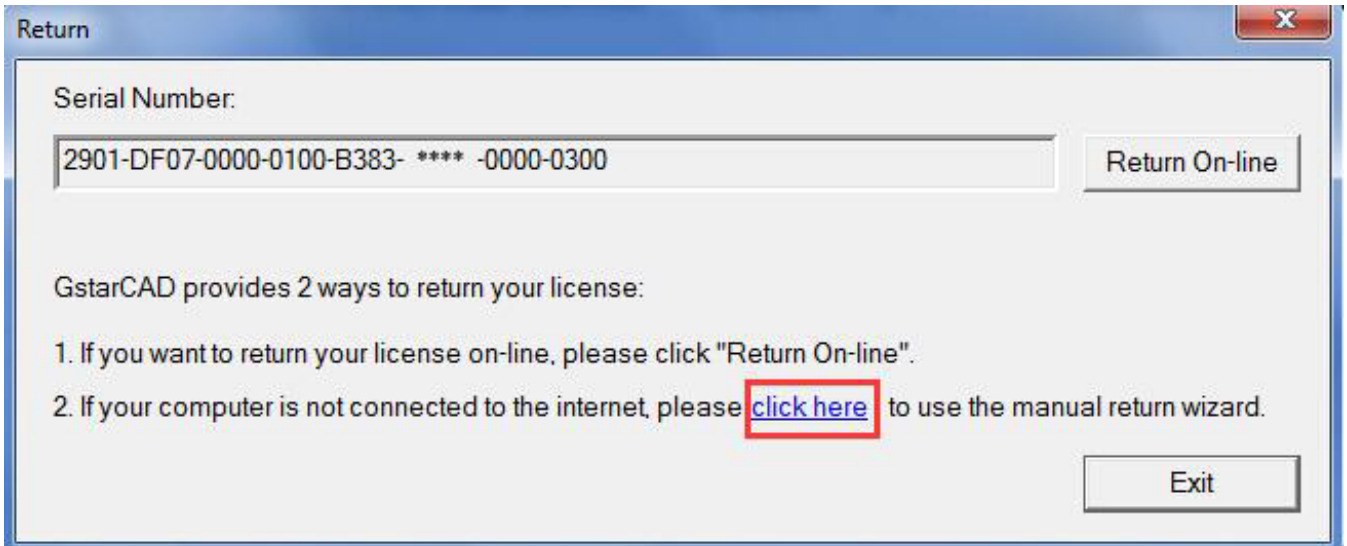 Return
Serial Number:
2901-DF07-0000-0100-B383- **** -0000-0300
Return On-line
GstarCAD provides 2 ways to return your license:
1. If you want to return your license on-line, please click "Return On-line".
2. If your computer is not connected to the internet, please click here to use the manual return wizard.
Exit